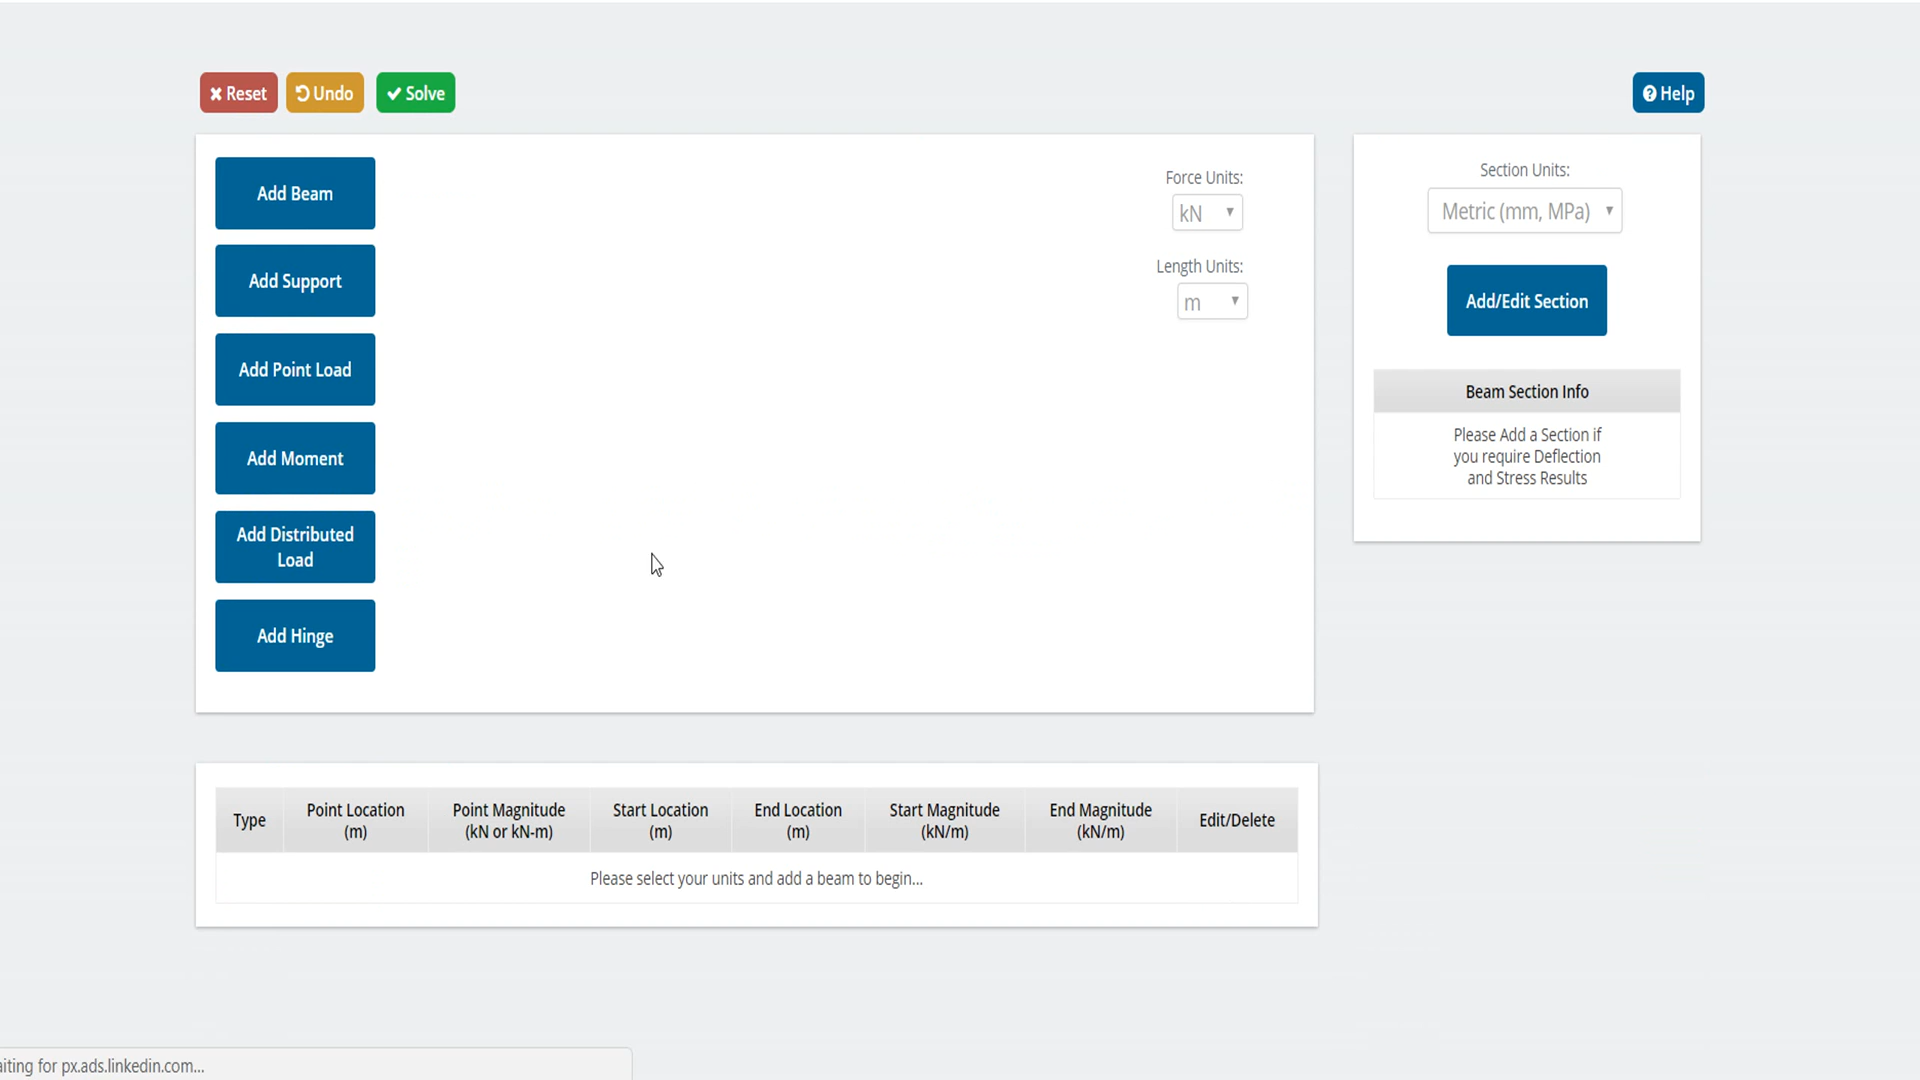 Reset Undo Solve Help
Add Beam
Add Support
Add Point Load
Add Moment
Add Distributed
Load
Add Hinge
Force Units:
kN
Length Units:
m
Section Units:
Metric (mm, MPa)
Add/Edit Section
Beam Section Info
Please Add a Section if
you require Deflection
and Stress Results
Type
Point Location
(m)
Point Magnitude
(kN or kN-m)
Start Location
(m)
End Location
(m)
Start Magnitude
(kN/m)
End Magnitude
(kN/m)
Edit/Delete
Please select your units and add a beam to begin...
aiting for px.ads.linkedin.com...